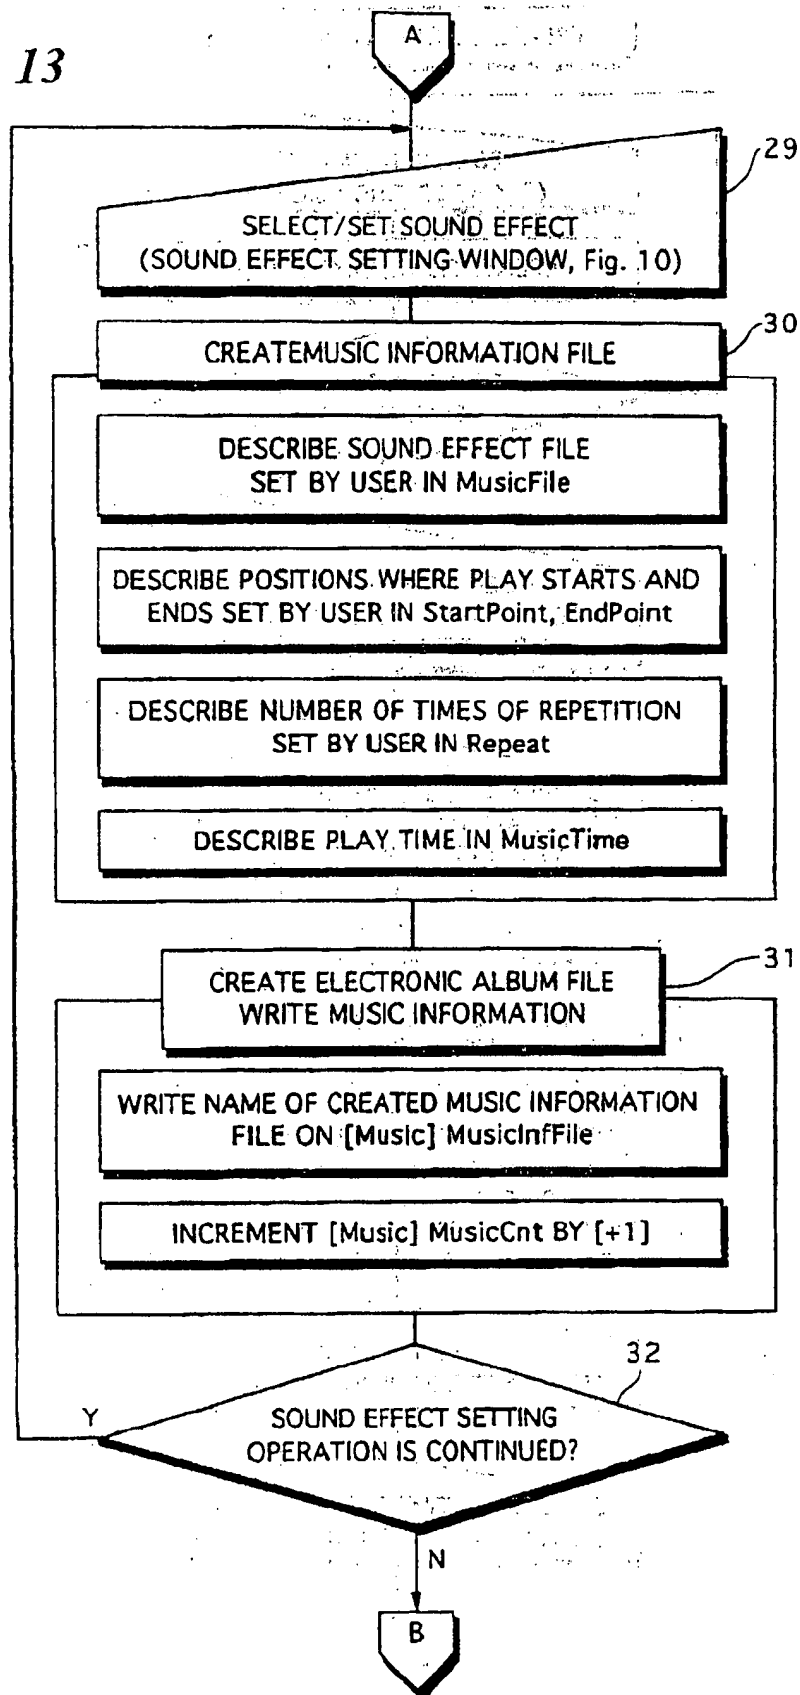 13
A
29
SELECT/SET SOUND EFFECT
(SOUND EFFECT SETTING WINDOW, Fig. 10)
30
CREATEMUSIC INFORMATION FILE
DESCRIBE SOUND EFFECT FILE
SET BY USER IN MusicFile
DESCRIBE POSITIONS WHERE PLAY STARTS AND
ENDS SET BY USER IN StartPoint, EndPoint
DESCRIBE NUMBER OF TIMES OF REPETITION
SET BY USER IN Repeat
DESCRIBE PLAY TIME IN MusicTime
31
CREATE ELECTRONIC ALBUM FILE
WRITE MUSIC INFORMATION
WRITE NAME OF CREATED MUSIC INFORMATION
FILE ON [Music] MusicInfFile
INCREMENT [Music] MusicCnt BY [+1]
32
Y
SOUND EFFECT SETTING
OPERATION IS CONTINUED?
N
B